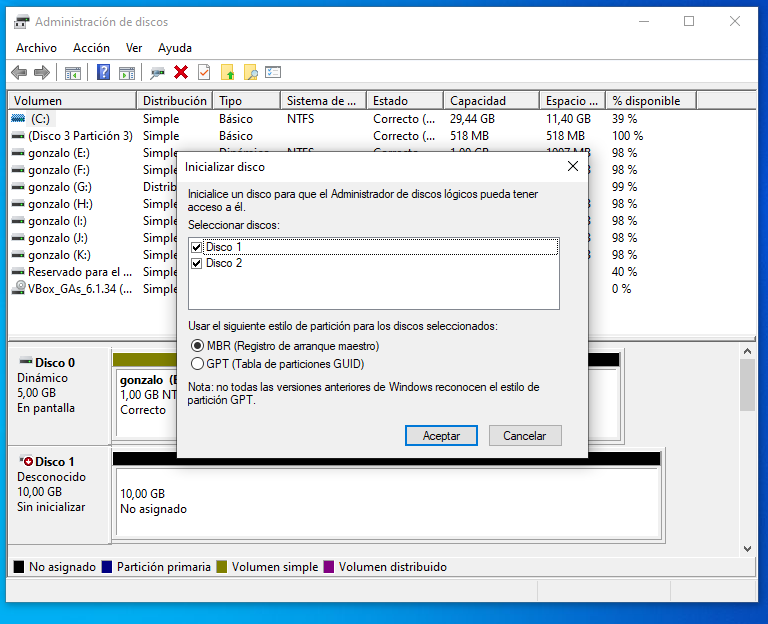 Administración de discos
Archivo Acción Ver Ayuda
Volumen Distribución Tipo Sistema de ... Estado Capacidad Espacio ... % disponible
(C:) Simple Básico NTFS Correcto (... 29,44 GB 11,40 GB 39 %
(Disco 3 Partición 3) Simple Básico Correcto (... 518 MB 518 MB 100 %
gonzalo (E:) 98 %
gonzalo (F:) Simple 98 %
gonzalo (G:) Distrib 99 %
gonzalo (H:) Simple 98 %
gonzalo (I:) Simple 98 %
gonzalo (J:) Simple 98 %
gonzalo (K:) Simple 98 %
Reservado para el ... Simple 40 %
VBox_GAs_6.1.34 (... Simple 0 %
Inicializar disco
Inicialice un disco para que el Administrador de discos lógicos pueda tener
acceso a él.
Seleccionar discos:
Disco 1
Disco 2
Usar el siguiente estilo de partición para los discos seleccionados:
MBR (Registro de arranque maestro)
GPT (Tabla de particiones GUID)
Nota: no todas las versiones anteriores de Windows reconocen el estilo de
partición GPT.
Aceptar Cancelar
Disco 0
Dinámico
5,00 GB
En pantalla
gonzalo (E
1,00 GB NT
Correcto
Disco 1
Desconocido
10,00 GB
Sin inicializar
10,00 GB
No asignado
No asignado Partición primaria Volumen simple Volumen distribuido